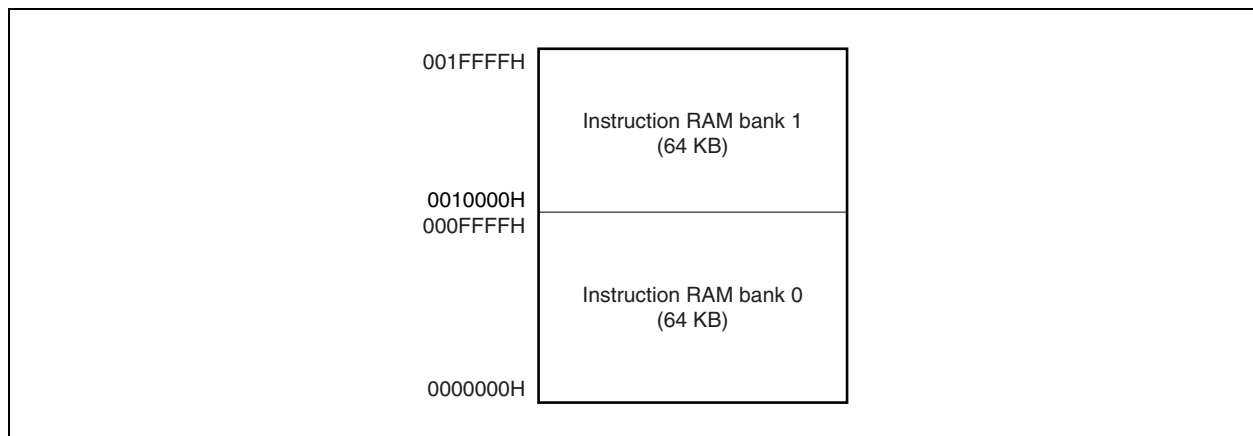 001FFFFH
Instruction RAM bank 1
(64 KB)
0010000H
000FFFFH
Instruction RAM bank 0
(64 KB)
0000000H